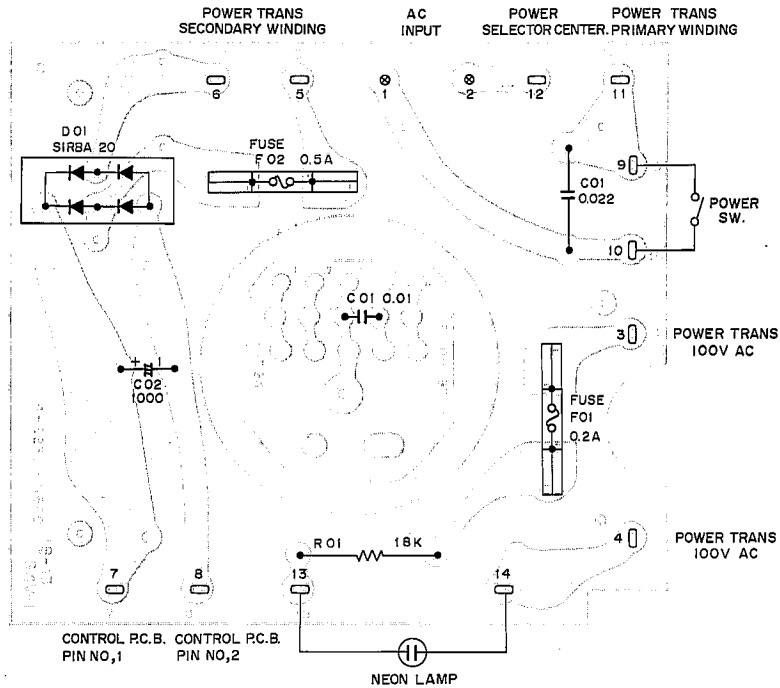 POWER TRANS
SECONDARY WINDING
AC
INPUT
POWER
SELECTOR CENTER.
POWER TRANS
PRIMARY WINDING
6
5
1
2
12
11
D01
SIRBA 20
FUSE
F02 0.5A
C01
0.022
9
10
POWER
SW.
C01 0.01
3
POWER TRANS
100V AC
+
C02
1000
FUSE
F01
0.2A
R01 18K
4
POWER TRANS
100V AC
7
8
13
14
CONTROL P.C.B.
PIN NO,1
CONTROL P.C.B.
PIN NO,2
NEON LAMP